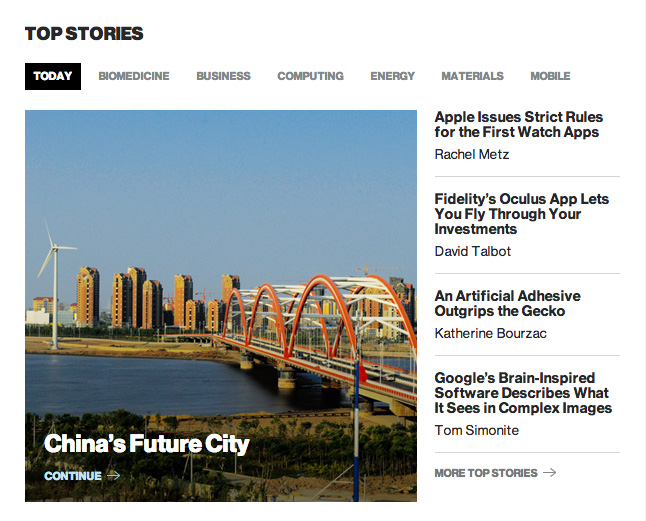 TOP STORIES
TODAY BIOMEDICINE BUSINESS COMPUTING ENERGY MATERIALS MOBILE
China's Future City
CONTINUE →
Apple Issues Strict Rules
for the First Watch Apps
Rachel Metz
Fidelity's Oculus App Lets
You Fly Through Your
Investments
David Talbot
An Artificial Adhesive
Outgrips the Gecko
Katherine Bourzac
Google's Brain-Inspired
Software Describes What
It Sees in Complex Images
Tom Simonite
MORE TOP STORIES →